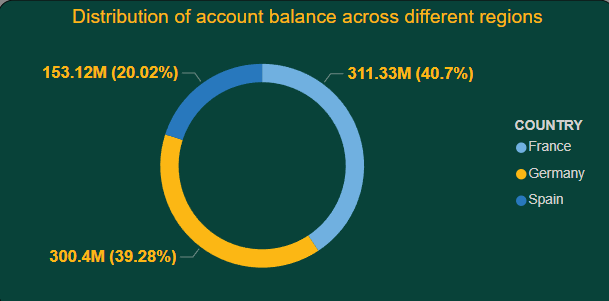 Distribution of account balance across different regions
153.12M (20.02%)
311.33M (40.7%)
300.4M (39.28%)
COUNTRY
France
Germany
Spain